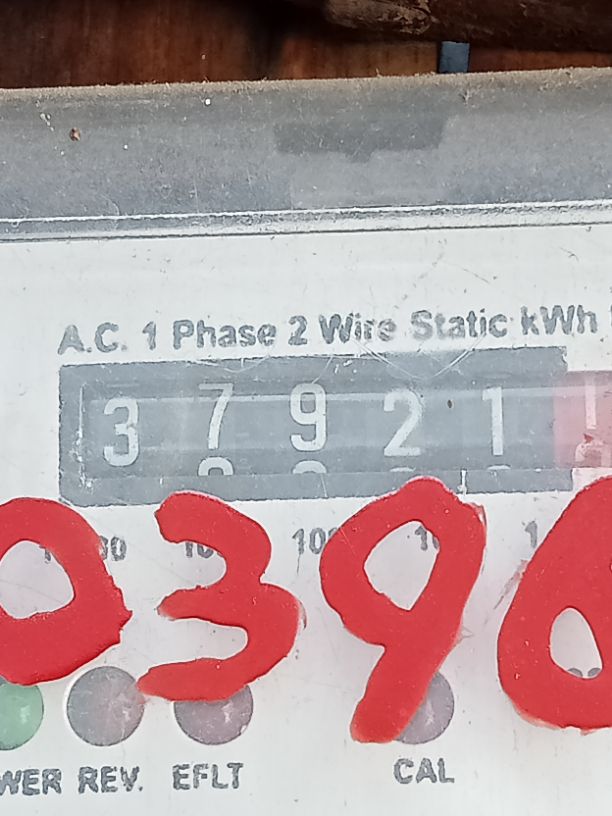 A.C. 1 Phase 2 Wire Static kWh
3 7 9 2 1
0396
REV. EFLT CAL